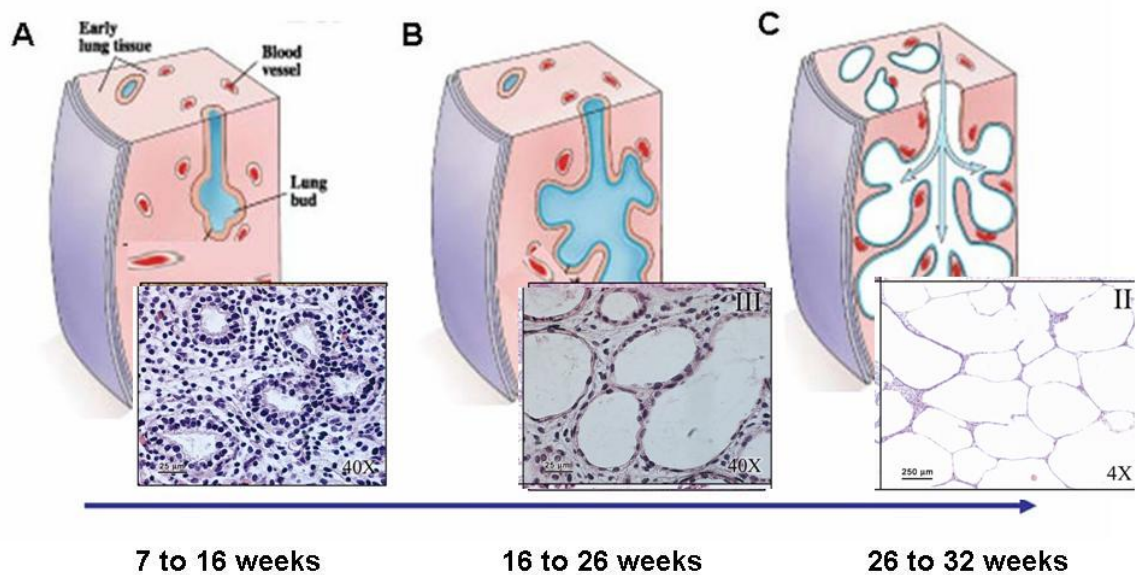 A
Early
lung tissue
Blood
vessel
Lung
bud
25 µm
40X
B
III
25 µm
40X
C
II
250 µm
4X
7 to 16 weeks
16 to 26 weeks
26 to 32 weeks